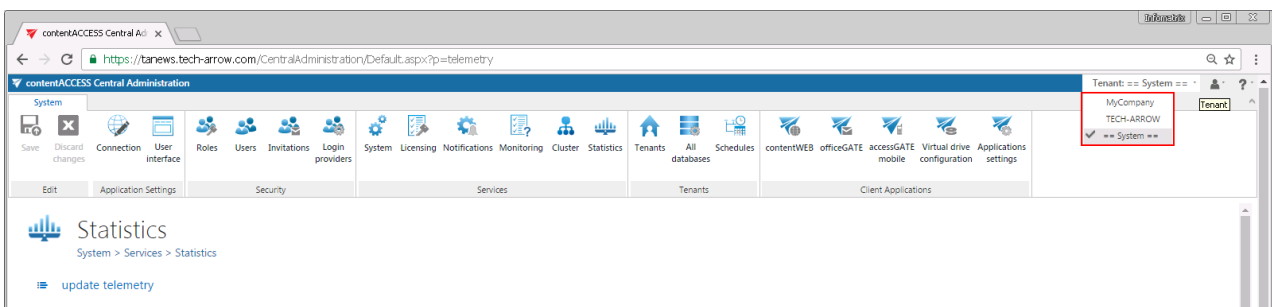 Infometrix
contentACCESS Central Ad
https://tanews.tech-arrow.com/CentralAdministration/Default.aspx?p=telemetry
contentACCESS Central Administration
Tenant: == System ==
?
System
MyCompany
TECH-ARROW
== System ==
Tenant
Save
Discard changes
Connection
User interface
Roles
Users
Invitations
Login providers
System
Licensing
Notifications
Monitoring
Cluster
Statistics
Tenants
All databases
Schedules
contentWEB
officeGATE
accessGATE mobile
Virtual drive configuration
Applications settings
Edit
Application Settings
Security
Services
Tenants
Client Applications
Statistics
System > Services > Statistics
update telemetry